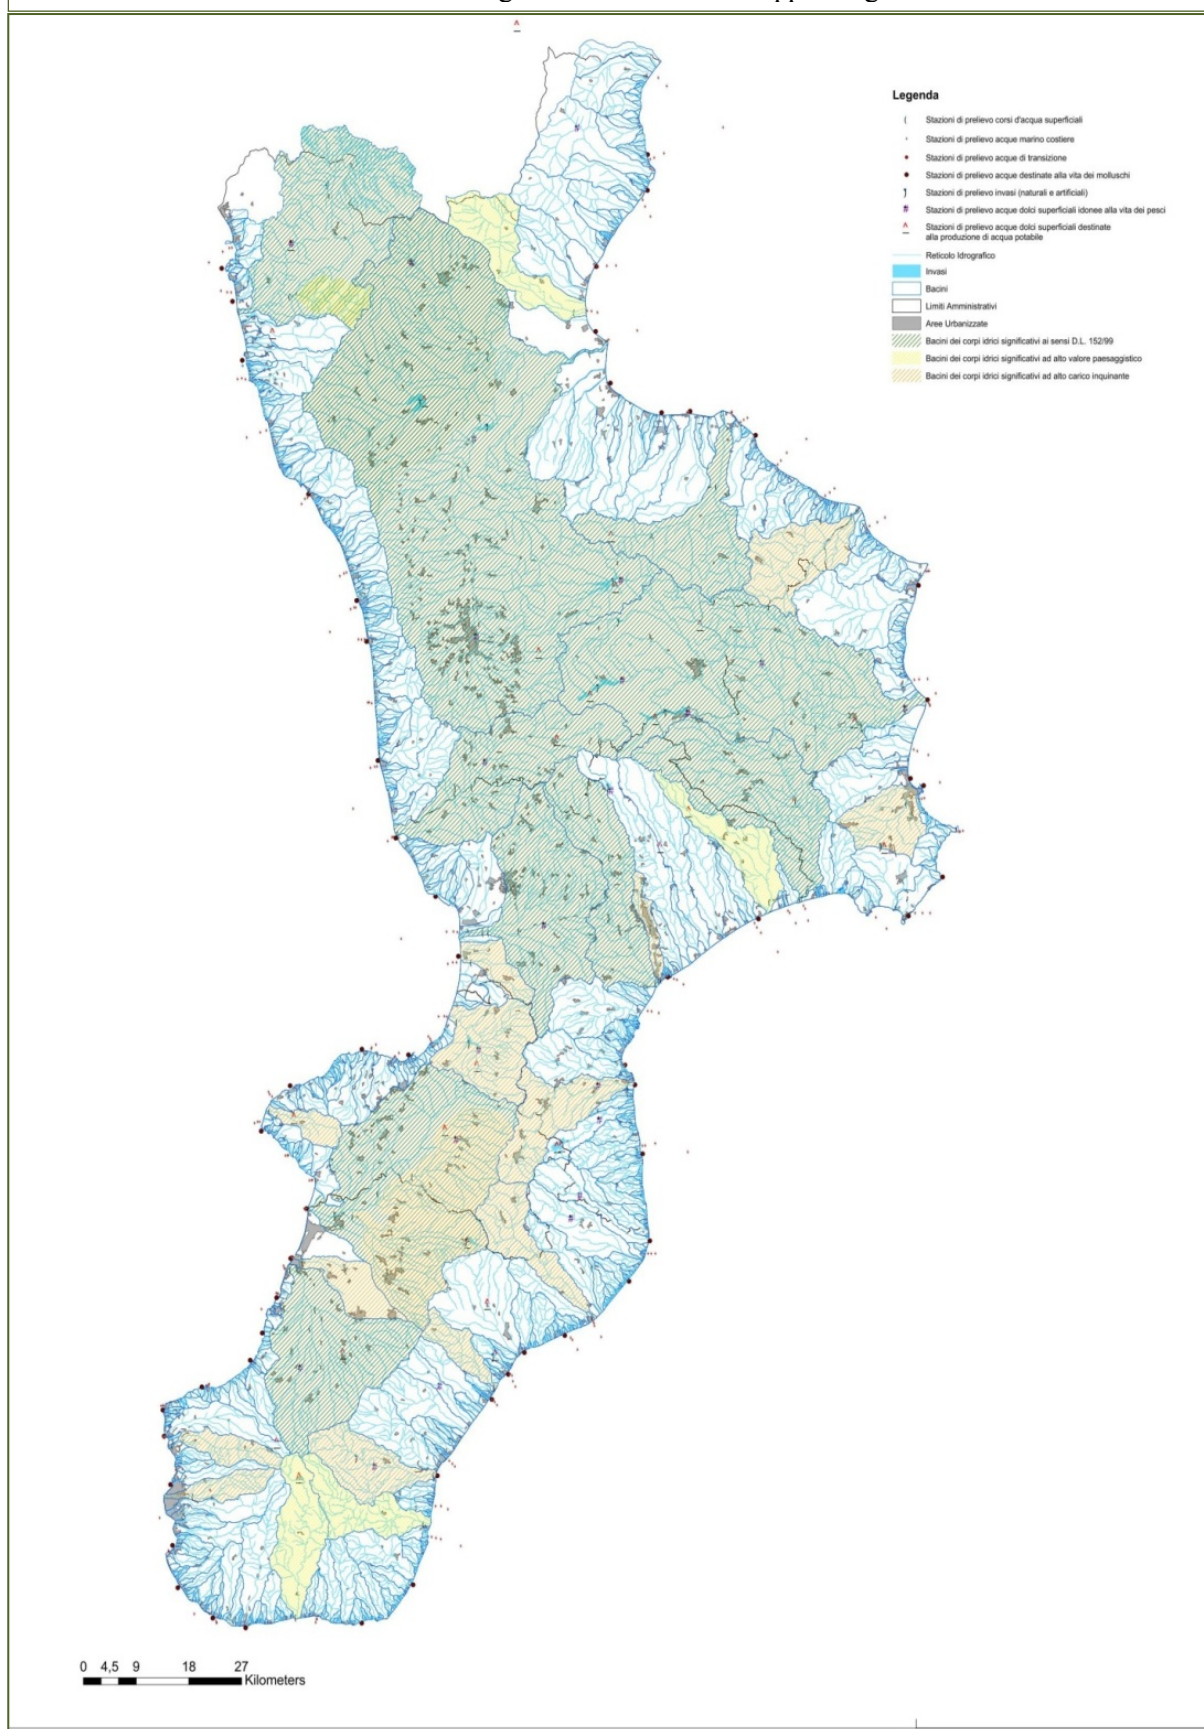 Legenda
Stazioni di prelievo corsi d'acqua superficiali
Stazioni di prelievo acque marino costiere
Stazioni di prelievo acque di transizione
Stazioni di prelievo acque destinate alla vita dei molluschi
Stazioni di prelievo invasi (naturali e artificiali)
Stazioni di prelievo acque dolci superficiali idonee alla vita dei pesci
Stazioni di prelievo acque dolci superficiali destinate
alla produzione di acqua potabile
Reticolo Idrografico
Invasi
Bacini
Limiti Amministrativi
Aree Urbanizzate
Bacini dei corpi idrici significativi ai sensi D.L. 152/99
Bacini dei corpi idrici significativi ad alto valore paesaggistico
Bacini dei corpi idrici significativi ad alto carico inquinante
0 4,5 9 18 27
Kilometers